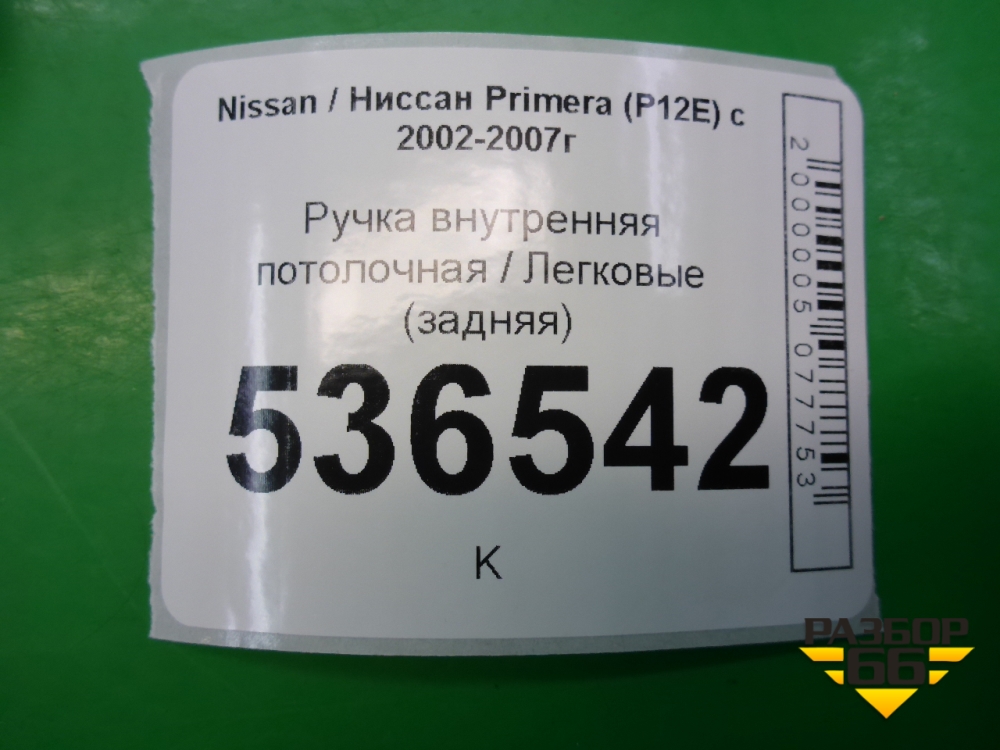 Nissan / Ниссан Primera (P12E) с
2002-2007г
Ручка внутренняя
потолочная / Легковые
(задняя)
536542
К
2000005077753
РАЗБОР
66